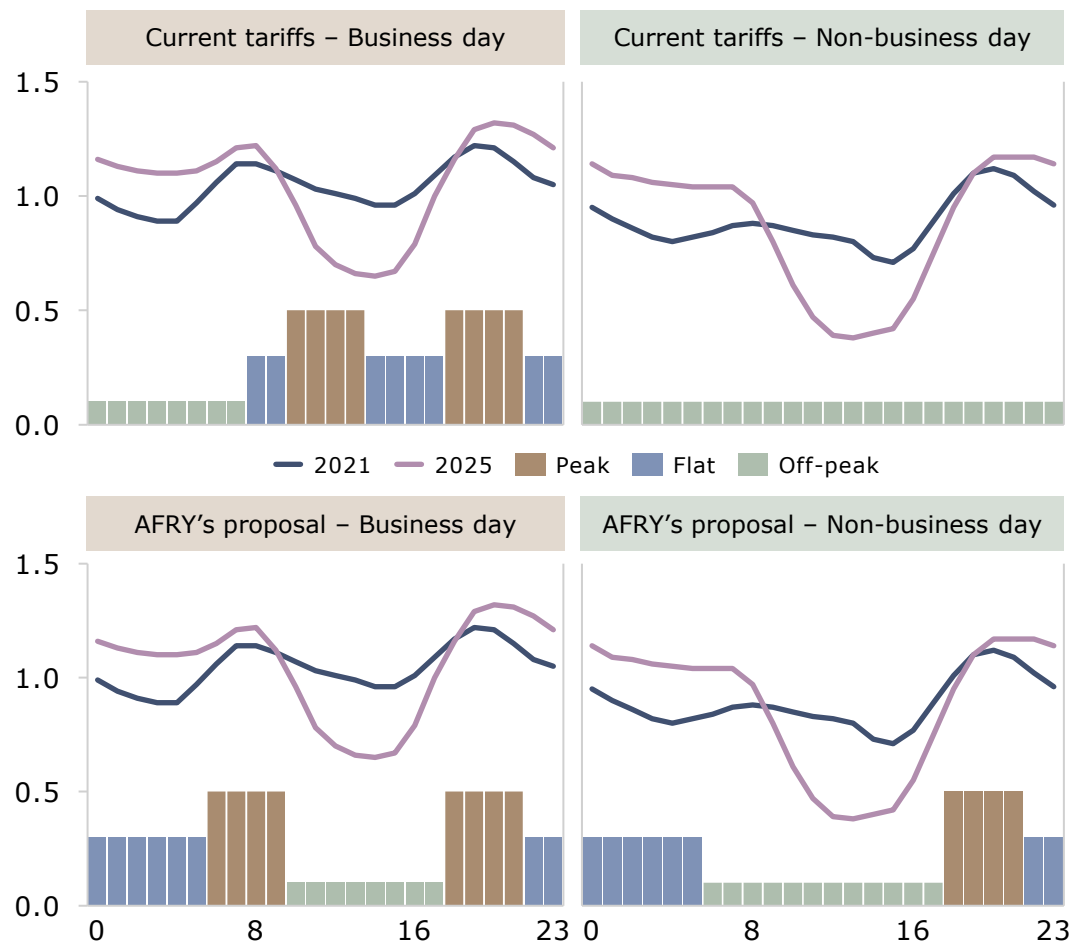 Current tariffs – Business day
Current tariffs – Non-business day
1.5
1.0
0.5
0.0
2021
2025
Peak
Flat
Off-peak
AFRY’s proposal – Business day
AFRY’s proposal – Non-business day
1.5
1.0
0.5
0.0
0 8 16 23
0 8 16 23